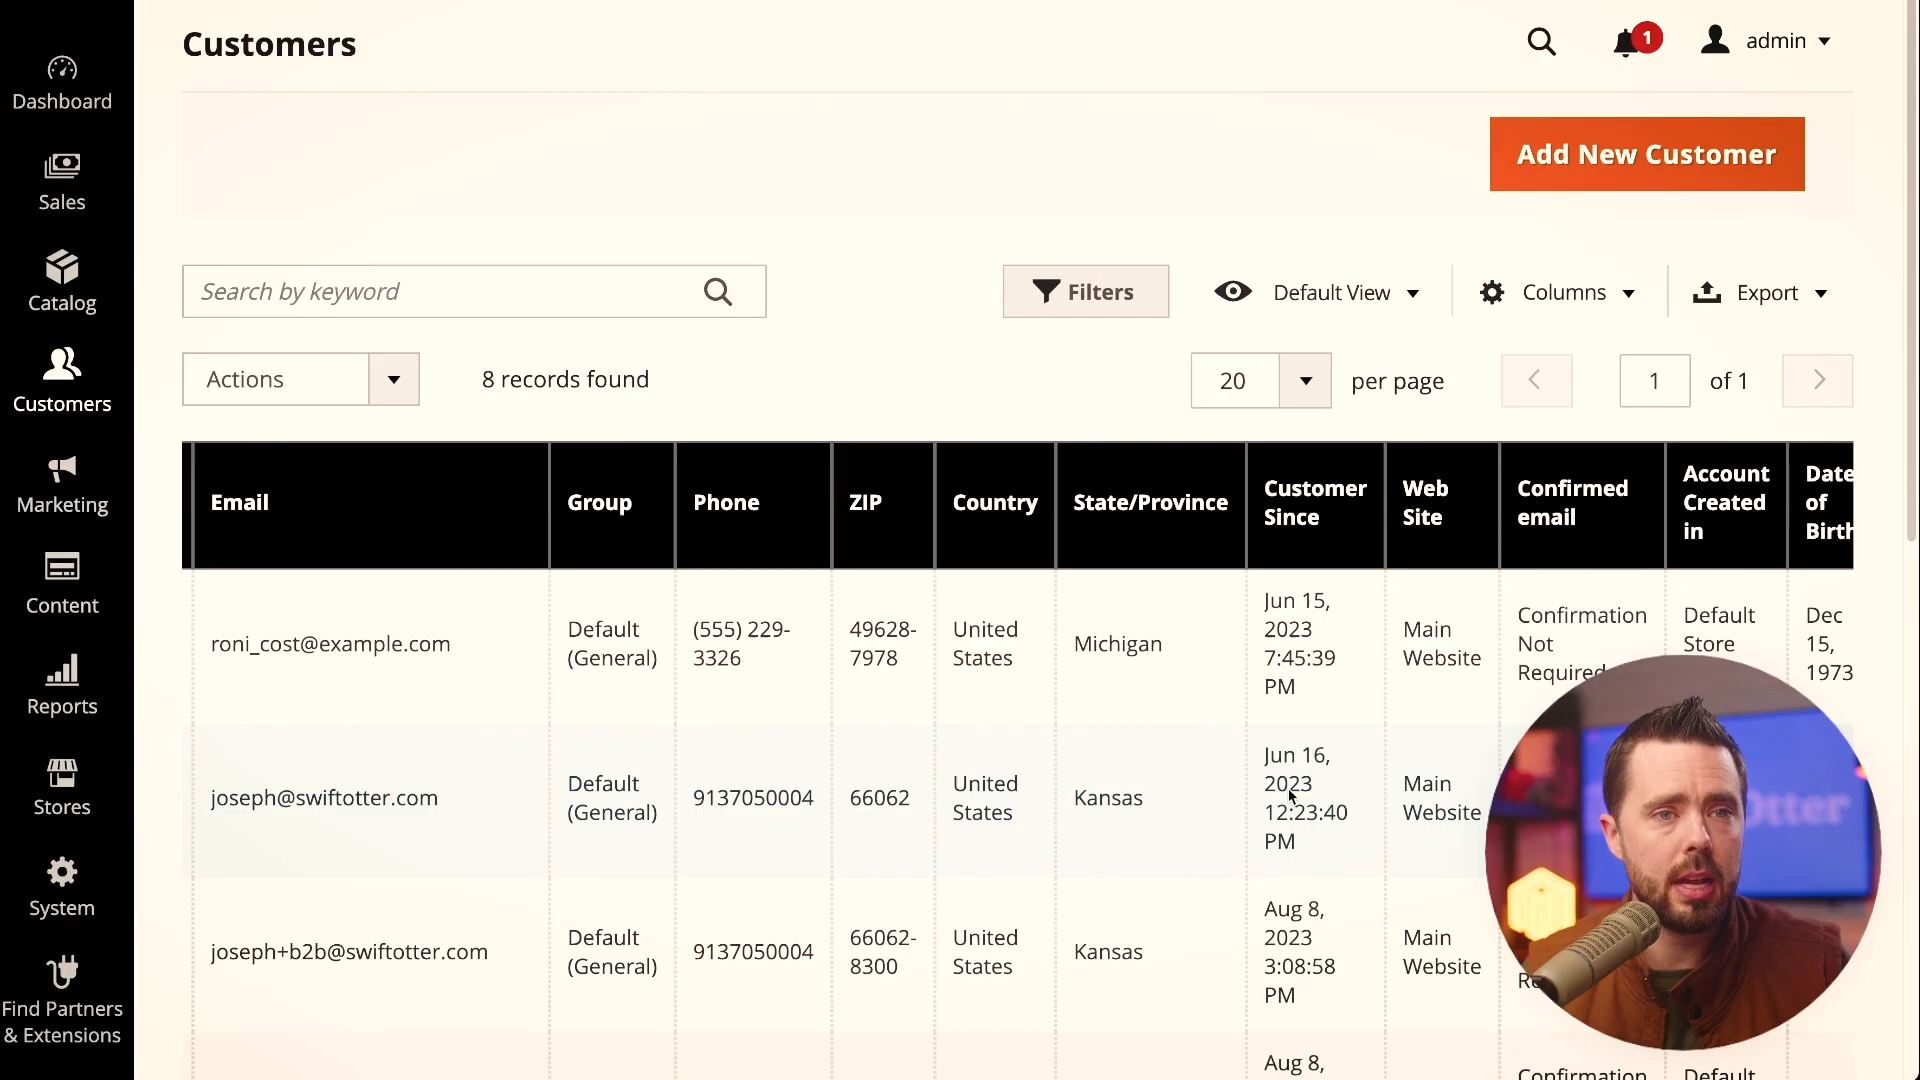 Customers
1
admin
Dashboard
Add New Customer
Sales
Catalog
Search by keyword
Filters
Default View
Columns
Export
Customers
Actions
8 records found
20
per page
1
of 1
Marketing
Email
Group
Phone
ZIP
Country
State/Province
Customer
Since
Web
Site
Confirmed
email
Account
Created
in
Date
of
Birth
Content
roni_cost@example.com
Default
(General)
(555) 229-
3326
49628-
7978
United
States
Michigan
Jun 15,
2023
7:45:39
PM
Main
Website
Confirmation
Not
Required
Default
Store
Dec
15,
1973
Reports
Stores
joseph@swiftotter.com
Default
(General)
9137050004
66062
United
States
Kansas
Jun 16,
2023
12:23:40
PM
Main
Website
Otter
System
joseph+b2b@swiftotter.com
Default
(General)
9137050004
66062-
8300
United
States
Kansas
Aug 8,
2023
3:08:58
PM
Main
Website
Find Partners
& Extensions
Aug 8,
Confirmation
Default